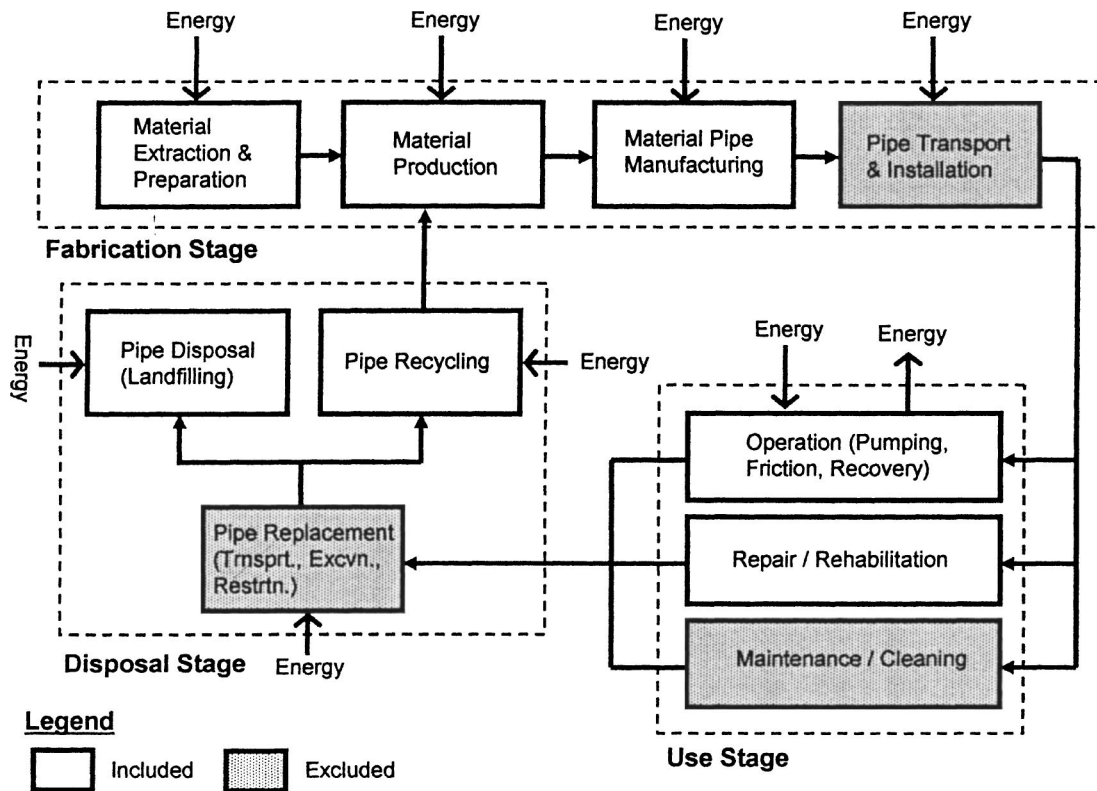 Energy
Energy
Energy
Energy
Material
Extraction &
Preparation
Material
Production
Material Pipe
Manufacturing
Pipe Transport
& Installation
Fabrication Stage
Pipe Disposal
(Landfilling)
Pipe Recycling
Energy
Energy
Energy
Energy
Operation (Pumping,
Friction, Recovery)
Pipe Replacement
(Trnsprt., Excvn.,
Restrtn.)
Repair / Rehabilitation
Maintenance / Cleaning
Disposal Stage
Energy
Use Stage
Legend
Included
Excluded